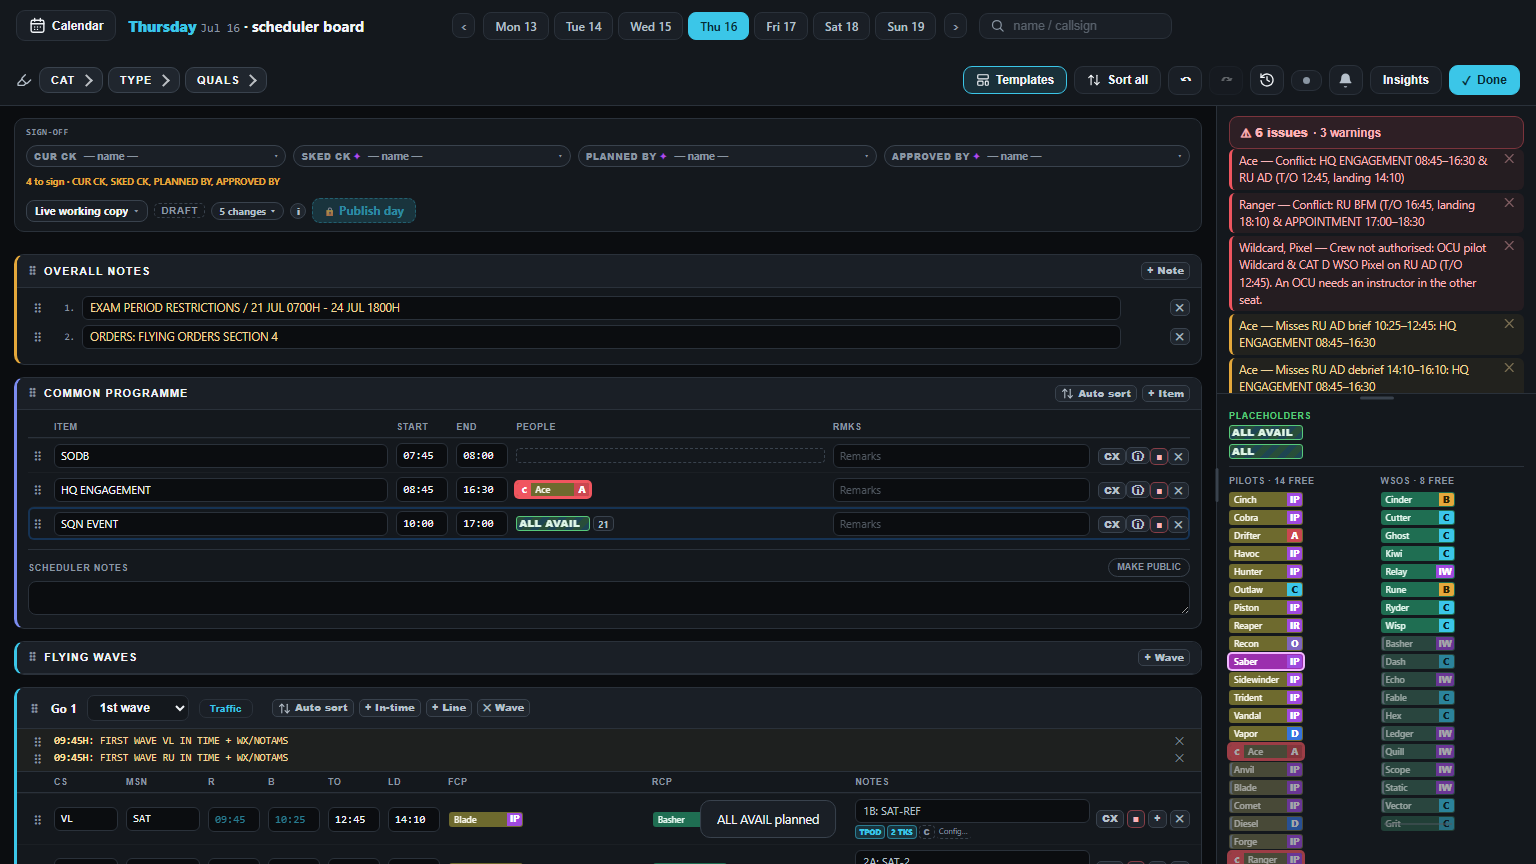 Calendar
Thursday Jul 16 · scheduler board
‹ Mon 13 Tue 14 Wed 15 Thu 16 Fri 17 Sat 18 Sun 19 ›
name / callsign
CAT TYPE QUALS
Templates Sort all Insights ✓ Done
SIGN-OFF
CUR CK — name —
SKED CK ✦ — name —
PLANNED BY ✦ — name —
APPROVED BY ✦ — name —
4 to sign · CUR CK, SKED CK, PLANNED BY, APPROVED BY
Live working copy DRAFT 5 changes i Publish day
OVERALL NOTES + Note
1. EXAM PERIOD RESTRICTIONS / 21 JUL 0700H - 24 JUL 1800H
2. ORDERS: FLYING ORDERS SECTION 4
COMMON PROGRAMME Auto sort + Item
ITEM START END PEOPLE RMKS
SODB 07:45 08:00 Remarks CX
HQ ENGAGEMENT 08:45 16:30 c Ace A Remarks CX
SQN EVENT 10:00 17:00 ALL AVAIL 21 Remarks CX
SCHEDULER NOTES MAKE PUBLIC
FLYING WAVES + Wave
Go 1 1st wave Traffic Auto sort + In-time + Line ✕ Wave
09:45H: FIRST WAVE VL IN TIME + WX/NOTAMS
09:45H: FIRST WAVE RU IN TIME + WX/NOTAMS
CS MSN R B TO LD FCP RCP NOTES
VL SAT 09:45 10:25 12:45 14:10 Blade IP Basher 1B: SAT-REF CX
TPOD 2 TKS C Config...
ALL AVAIL planned
2A: SAT-2
⚠ 6 issues · 3 warnings
Ace — Conflict: HQ ENGAGEMENT 08:45–16:30 &
RU AD (T/O 12:45, landing 14:10)
Ranger — Conflict: RU BFM (T/O 16:45, landing
18:10) & APPOINTMENT 17:00–18:30
Wildcard, Pixel — Crew not authorised: OCU pilot
Wildcard & CAT D WSO Pixel on RU AD (T/O
12:45). An OCU needs an instructor in the other
seat.
Ace — Misses RU AD brief 10:25–12:45: HQ
ENGAGEMENT 08:45–16:30
Ace — Misses RU AD debrief 14:10–16:10: HQ
ENGAGEMENT 08:45–16:30
PLACEHOLDERS
ALL AVAIL
ALL
PILOTS · 14 FREE
Cinch IP
Cobra IP
Drifter A
Havoc IP
Hunter IP
Outlaw C
Piston IP
Reaper IR
Recon O
Saber IP
Sidewinder IP
Trident IP
Vandal IP
Vapor D
c Ace A
Anvil IP
Blade IP
Comet IP
Diesel D
Forge IP
c Ranger IP
WSOS · 8 FREE
Cinder B
Cutter C
Ghost C
Kiwi C
Relay IW
Rune B
Ryder C
Wisp C
Basher IW
Dash C
Echo IW
Fable C
Hex C
Ledger IW
Quill IW
Scope IW
Static IW
Vector C
Grit C